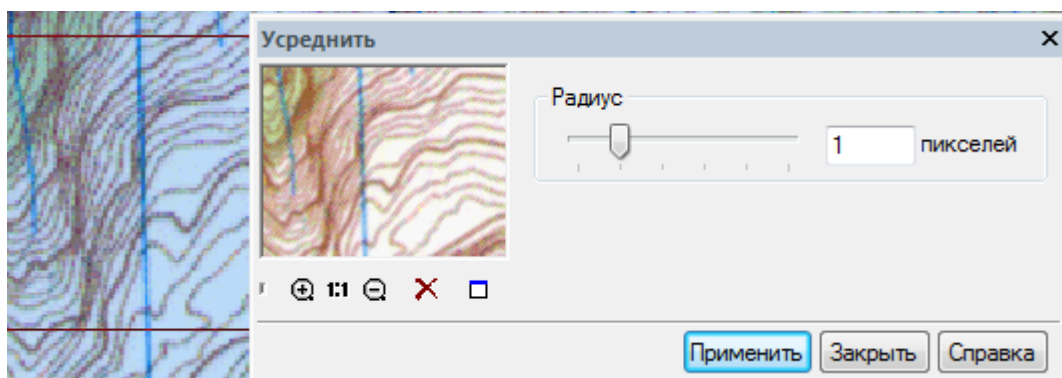 Усреднить
Радиус
1 пикселей
1:1
Применить Закрыть Справка